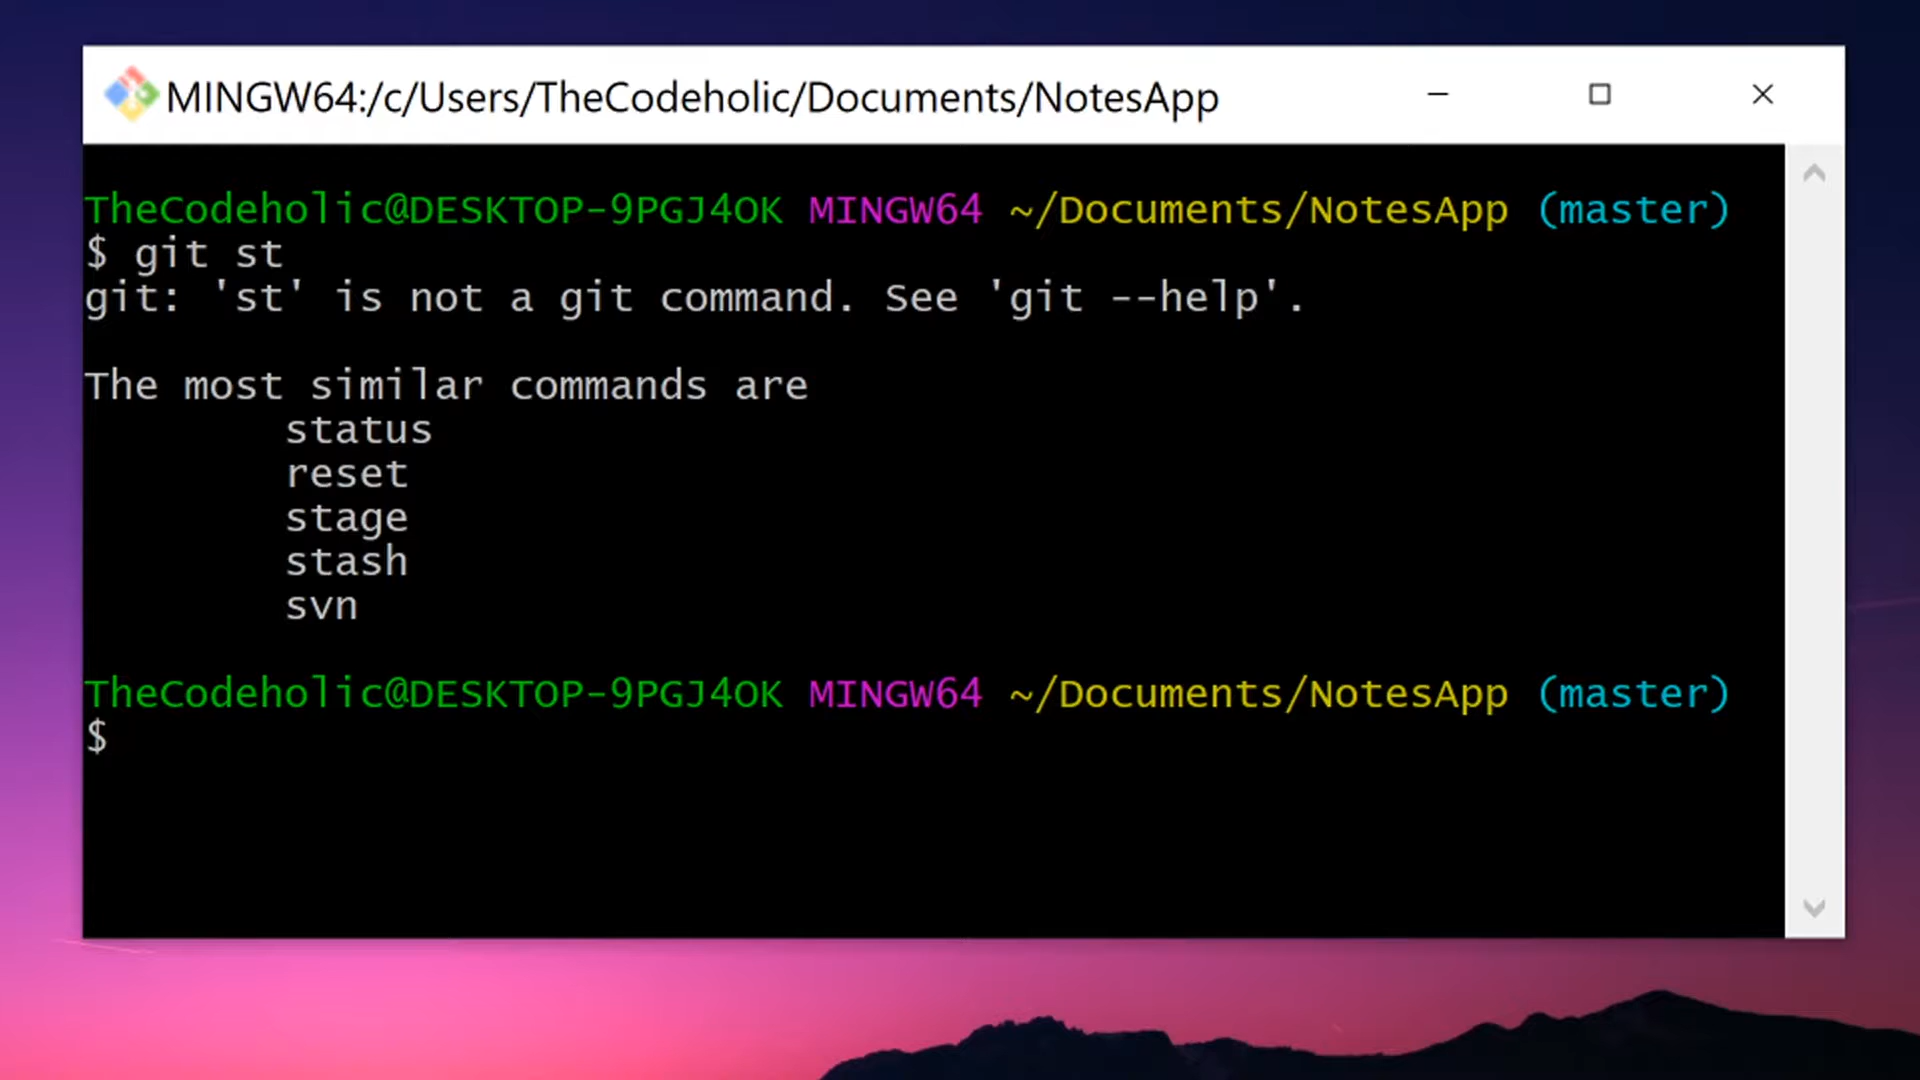 MINGW64:/c/Users/TheCodeholic/Documents/NotesApp
TheCodeholic@DESKTOP-9PGJ4OK MINGW64 ~/Documents/NotesApp (master)
$ git st
git: 'st' is not a git command. See 'git --help'.
The most similar commands are
status
reset
stage
stash
svn
TheCodeholic@DESKTOP-9PGJ4OK MINGW64 ~/Documents/NotesApp (master)
$